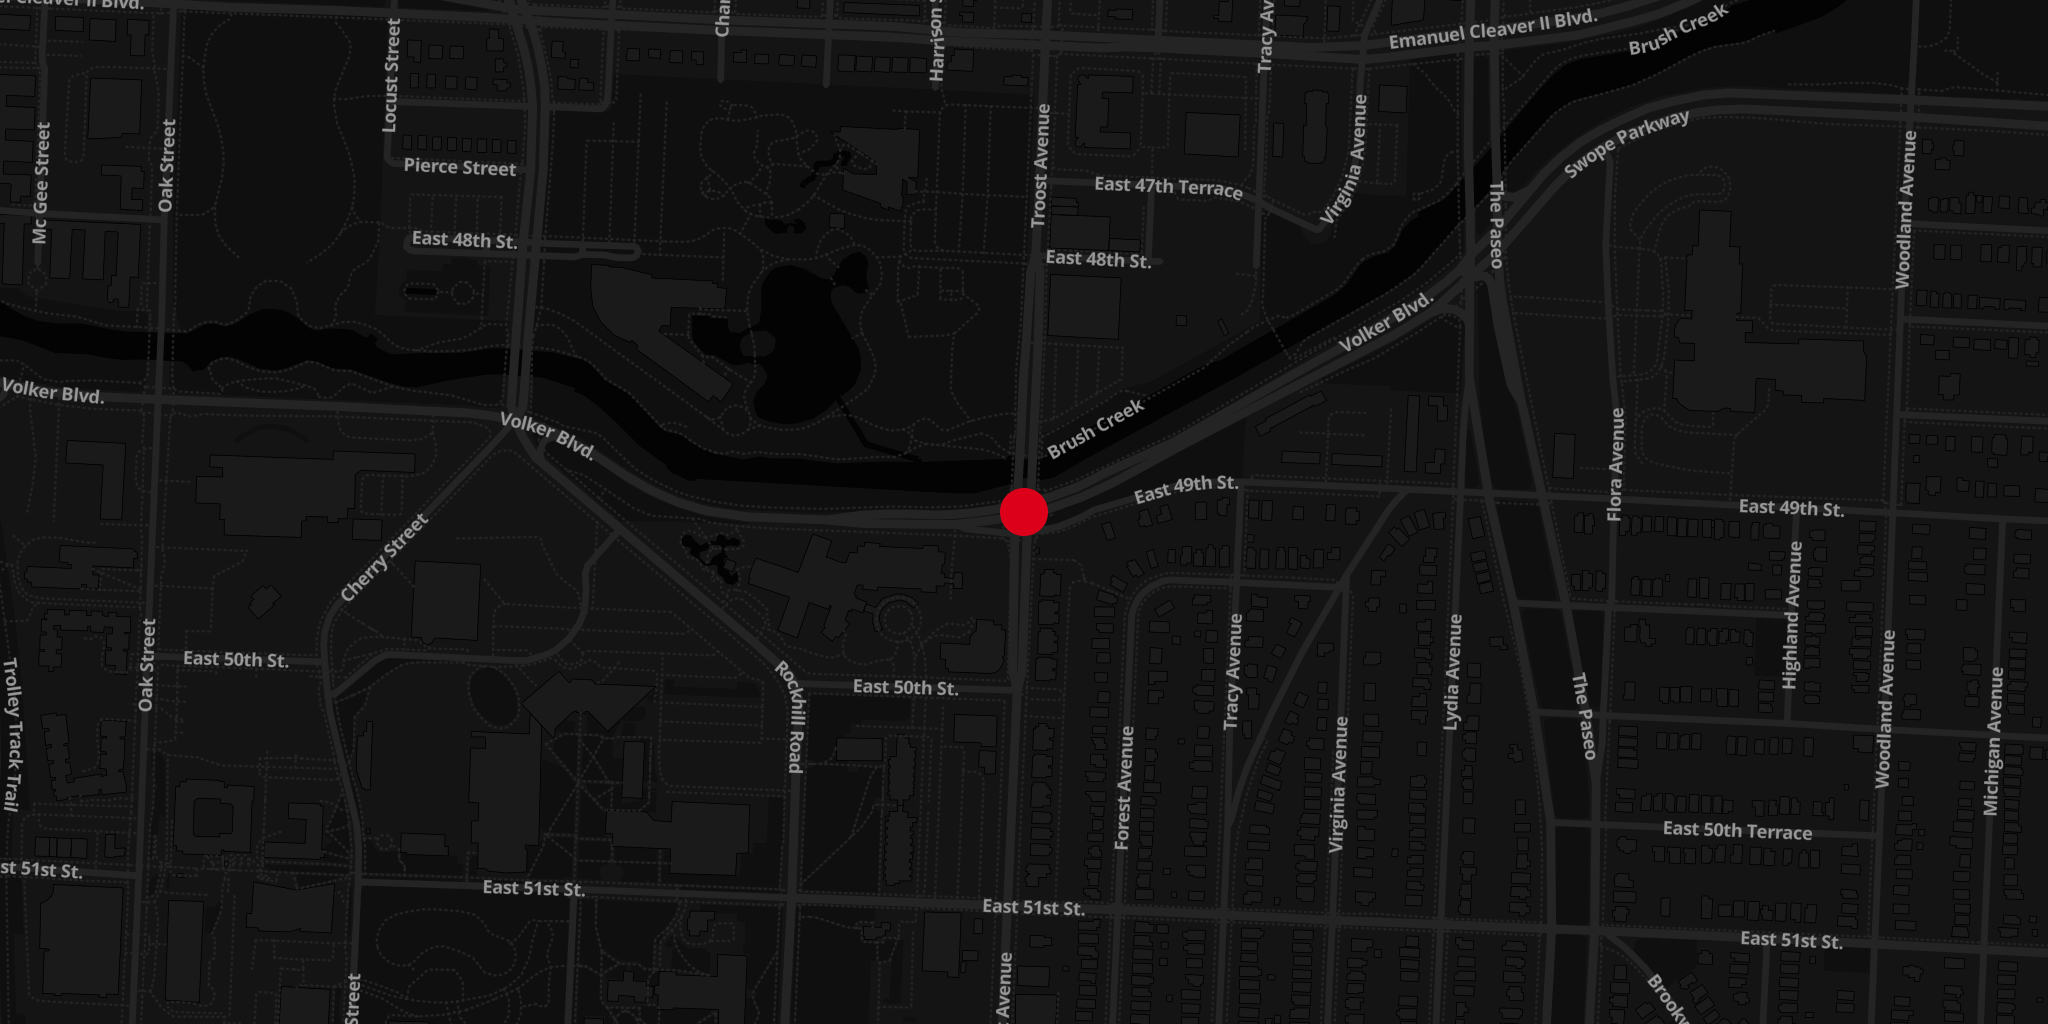 er II Blvd.
Emanuel Cleaver II Blvd.
Brush Creek
Locust Street
Harrison S
Tracy Av
Mc Gee Street
Oak Street
Pierce Street
Troost Avenue
East 47th Terrace
Virginia Avenue
Swope Parkway
Woodland Avenue
The Paseo
East 48th St.
East 48th St.
Volker Blvd.
Volker Blvd.
Volker Blvd.
Brush Creek
East 49th St.
Flora Avenue
East 49th St.
Cherry Street
Highland Avenue
Oak Street
East 50th St.
Rockhill Road
East 50th St.
Tracy Avenue
Lydia Avenue
The Paseo
Woodland Avenue
Michigan Avenue
Trolley Track Trail
Forest Avenue
Virginia Avenue
East 50th Terrace
st 51st St.
East 51st St.
East 51st St.
East 51st St.
Street
Avenue
Brook